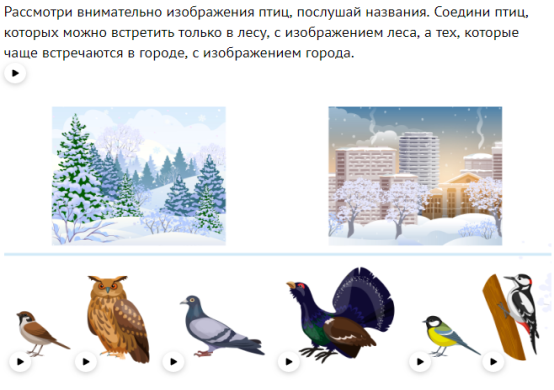 Рассмотри внимательно изображения птиц, послушай названия. Соедини птиц,
которых можно встретить только в лесу, с изображением леса, а тех, которые
чаще встречаются в городе, с изображением города.